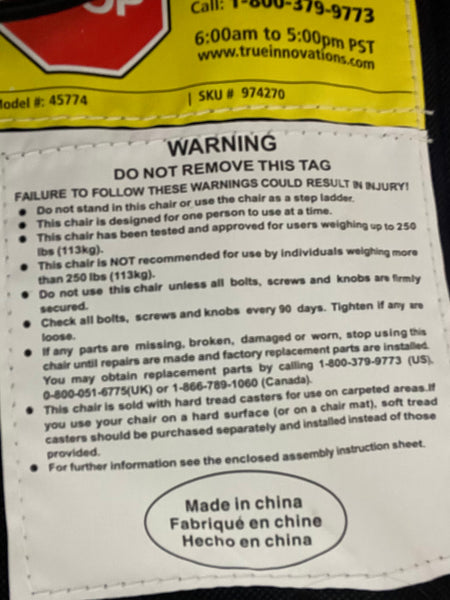 OP
Call: 1-800-379-9773
6:00am to 5:00pm PST
www.trueinnovations.com
Model #: 45774 | SKU # 974270
WARNING
DO NOT REMOVE THIS TAG
FAILURE TO FOLLOW THESE WARNINGS COULD RESULT IN INJURY!
● Do not stand in this chair or use the chair as a step ladder.
● This chair is designed for one person to use at a time.
● This chair has been tested and approved for users weighing up to 250
lbs (113kg).
● This chair is NOT recommended for use by individuals weighing more
than 250 lbs (113kg).
● Do not use this chair unless all bolts, screws and knobs are firmly
secured.
● Check all bolts, screws and knobs every 90 days. Tighten if any are
loose.
● If any parts are missing, broken, damaged or worn, stop using this
chair until repairs are made and factory replacement parts are installed.
You may obtain replacement parts by calling 1-800-379-9773 (US),
0-800-051-6775(UK) or 1-866-789-1060 (Canada).
● This chair is sold with hard tread casters for use on carpeted areas.If
you use your chair on a hard surface (or on a chair mat), soft tread
casters should be purchased separately and installed instead of those
provided.
● For further information see the enclosed assembly instruction sheet.
Made in china
Fabriqué en chine
Hecho en china